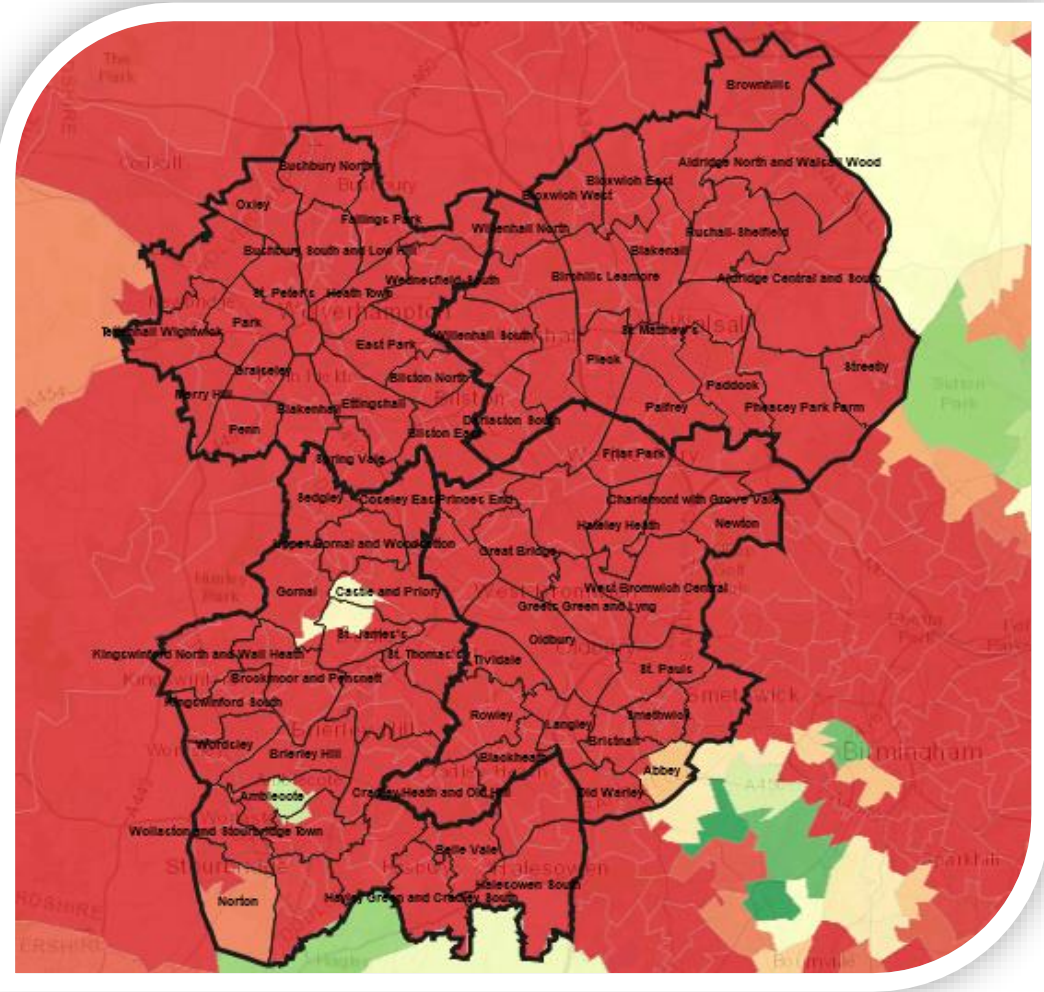 The
Park
Brownhills
Codsall
Bushbury North
Aldridge North and Walsall Wood
Bushbury
Bloxwich East
Bloxwich West
Oxley
Fallings Park
Willenhall North
Rushall-Shelfield
Bushbury South and Low Hill
Blakenall
Wednesfield South
Birchills Leamore
Aldridge Central and South
St. Peter's
Heath Town
Wolverhampton
Park
Tettenhall Wightwick
Willenhall South
St. Matthew's
Walsall
East Park
Pleck
Streetly
Graiseley
Bilston North
Paddock
Sutton
Park
Merry Hill
Blakenhall
Ettingshall
Palfrey
Pheasey Park Farm
Darlaston South
Penn
Bilston East
Friar Park
Spring Vale
Sedgley
Coseley East
Princes End
Charlemont with Grove Vale
Hateley Heath
Newton
Upper Gornal and Woodsetton
Great Bridge
Gornal
Castle and Priory
West Bromwich Central
Greets Green and Lyng
St. James's
Oldbury
Kingswinford North and Wall Heath
St. Thomas's
Tividale
St. Pauls
Brockmoor and Pensnett
Smethwick
Kingswinford South
Rowley
Langley
Smethwick
Brierley Hill
Wordsley
Bristnall
Brierley Hill
Blackheath
Birmingham
Abbey
Amblecote
Cradley Heath and Old Hill
Old Warley
Wollaston and Stourbridge Town
Belle Vale
Sparkhill
Stourbridge
Halesowen
Halesowen South
Norton
Hayley Green and Cradley South
Hagley
Bournville